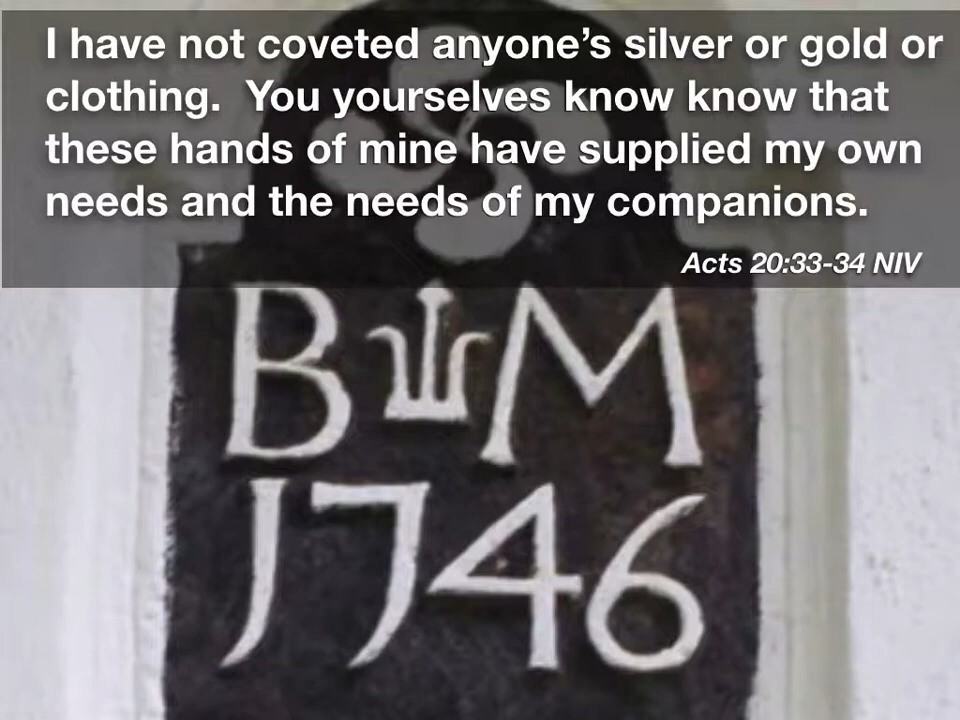 I have not coveted anyone’s silver or gold or
clothing.  You yourselves know know that
these hands of mine have supplied my own
needs and the needs of my companions.
Acts 20:33-34 NIV
B M
1746